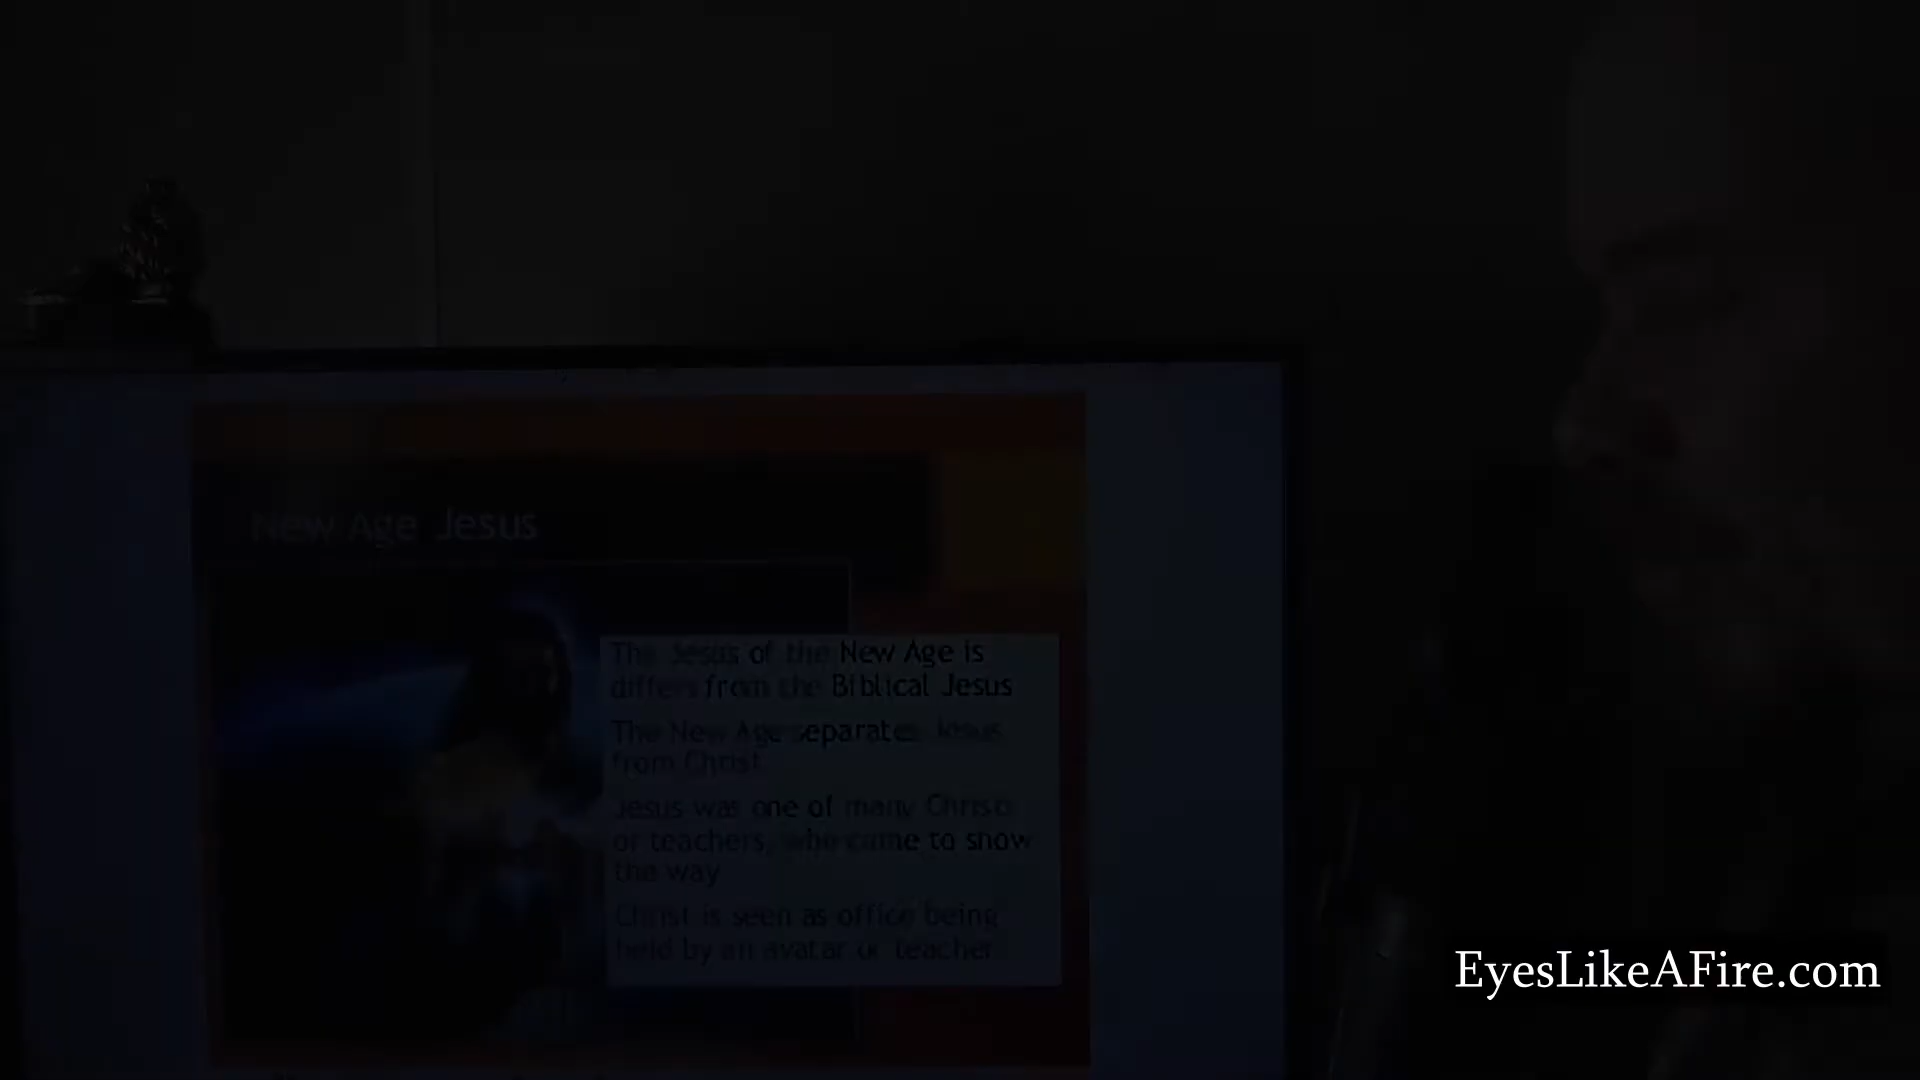 New Age Jesus
The Jesus of the New Age is
differs from the Biblical Jesus
The New Age separates Jesus
from Christ
Jesus was one of many Christs
or teachers, who came to show
the way
Christ is seen as office being
held by an avatar or teacher
EyesLikeAFire.com